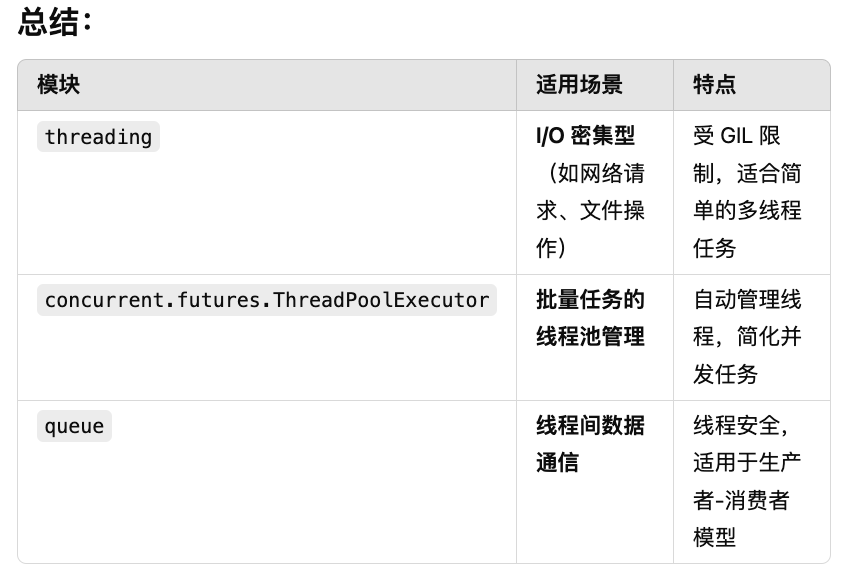 总结：
模块
适用场景
特点
threading
I/O 密集型
（如网络请
求、文件操
作）
受 GIL 限
制，适合简
单的多线程
任务
concurrent.futures.ThreadPoolExecutor
批量任务的
线程池管理
自动管理线
程，简化并
发任务
queue
线程间数据
通信
线程安全，
适用于生产
者-消费者
模型